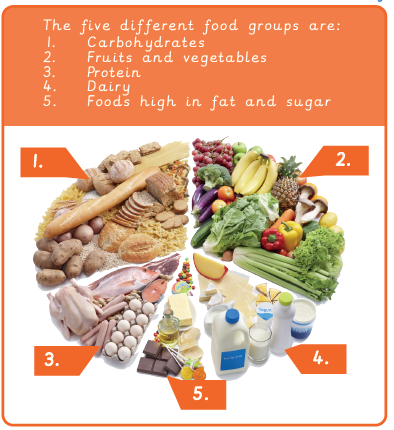 The five different food groups are:
1. Carbohydrates
2. Fruits and vegetables
3. Protein
4. Dairy
5. Foods high in fat and sugar
1.
2.
3.
4.
5.